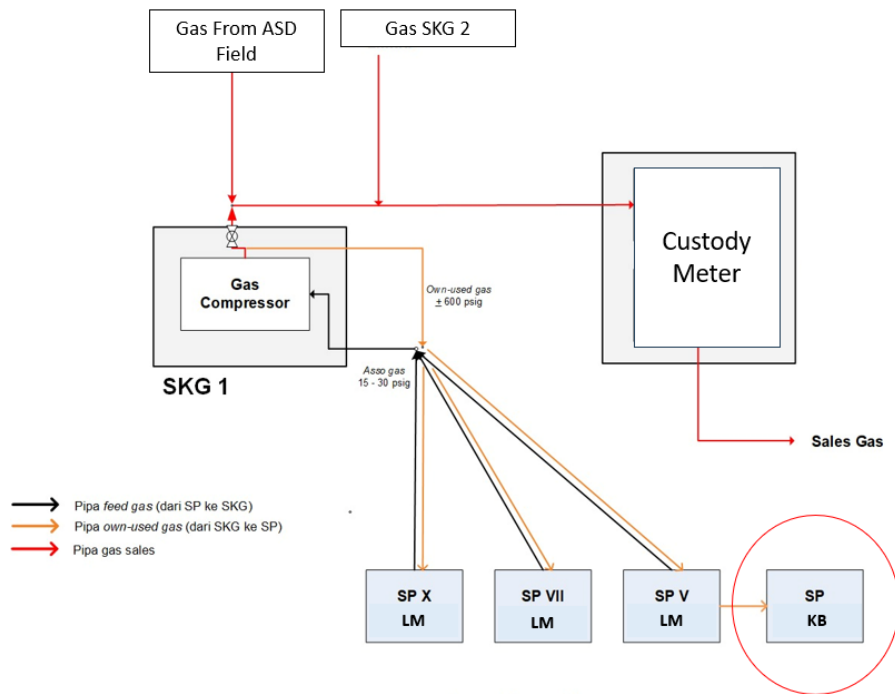 Gas From ASD
Field
Gas SKG 2
Gas
Compressor
SKG 1
Own-used gas
± 600 psig
Asso gas
15 - 30 psig
Custody
Meter
Sales Gas
Pipa feed gas (dari SP ke SKG)
Pipa own-used gas (dari SKG ke SP)
Pipa gas sales
SP X
LM
SP VII
LM
SP V
LM
SP
KB